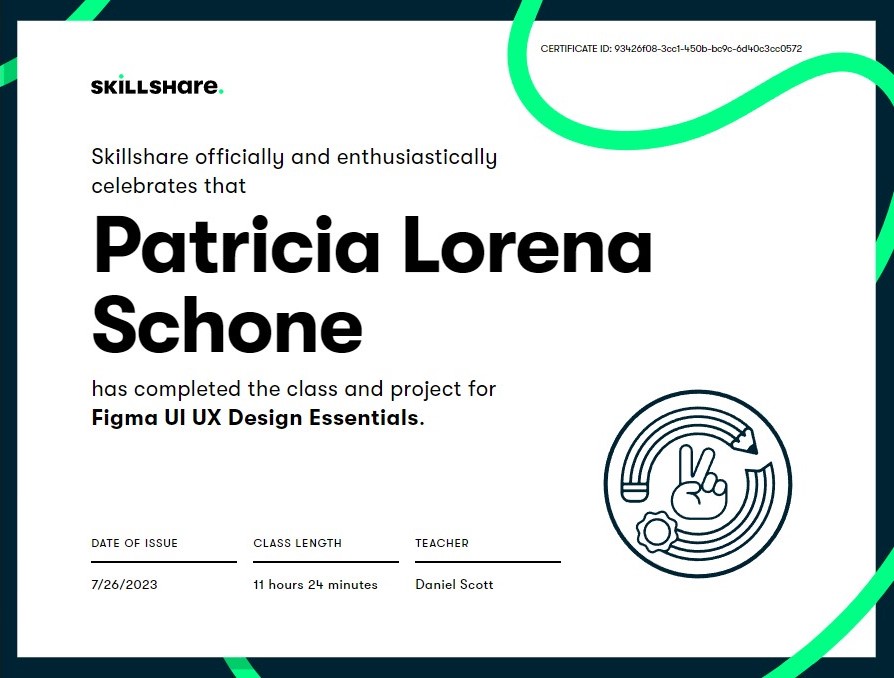 CERTIFICATE ID: 93426f08-3cc1-450b-bc9c-6d40c3cc0572
SKILLSHare.
Skillshare officially and enthusiastically
celebrates that
Patricia Lorena
Schone
has completed the class and project for
Figma UI UX Design Essentials.
DATE OF ISSUE
CLASS LENGTH
TEACHER
7/26/2023
11 hours 24 minutes
Daniel Scott